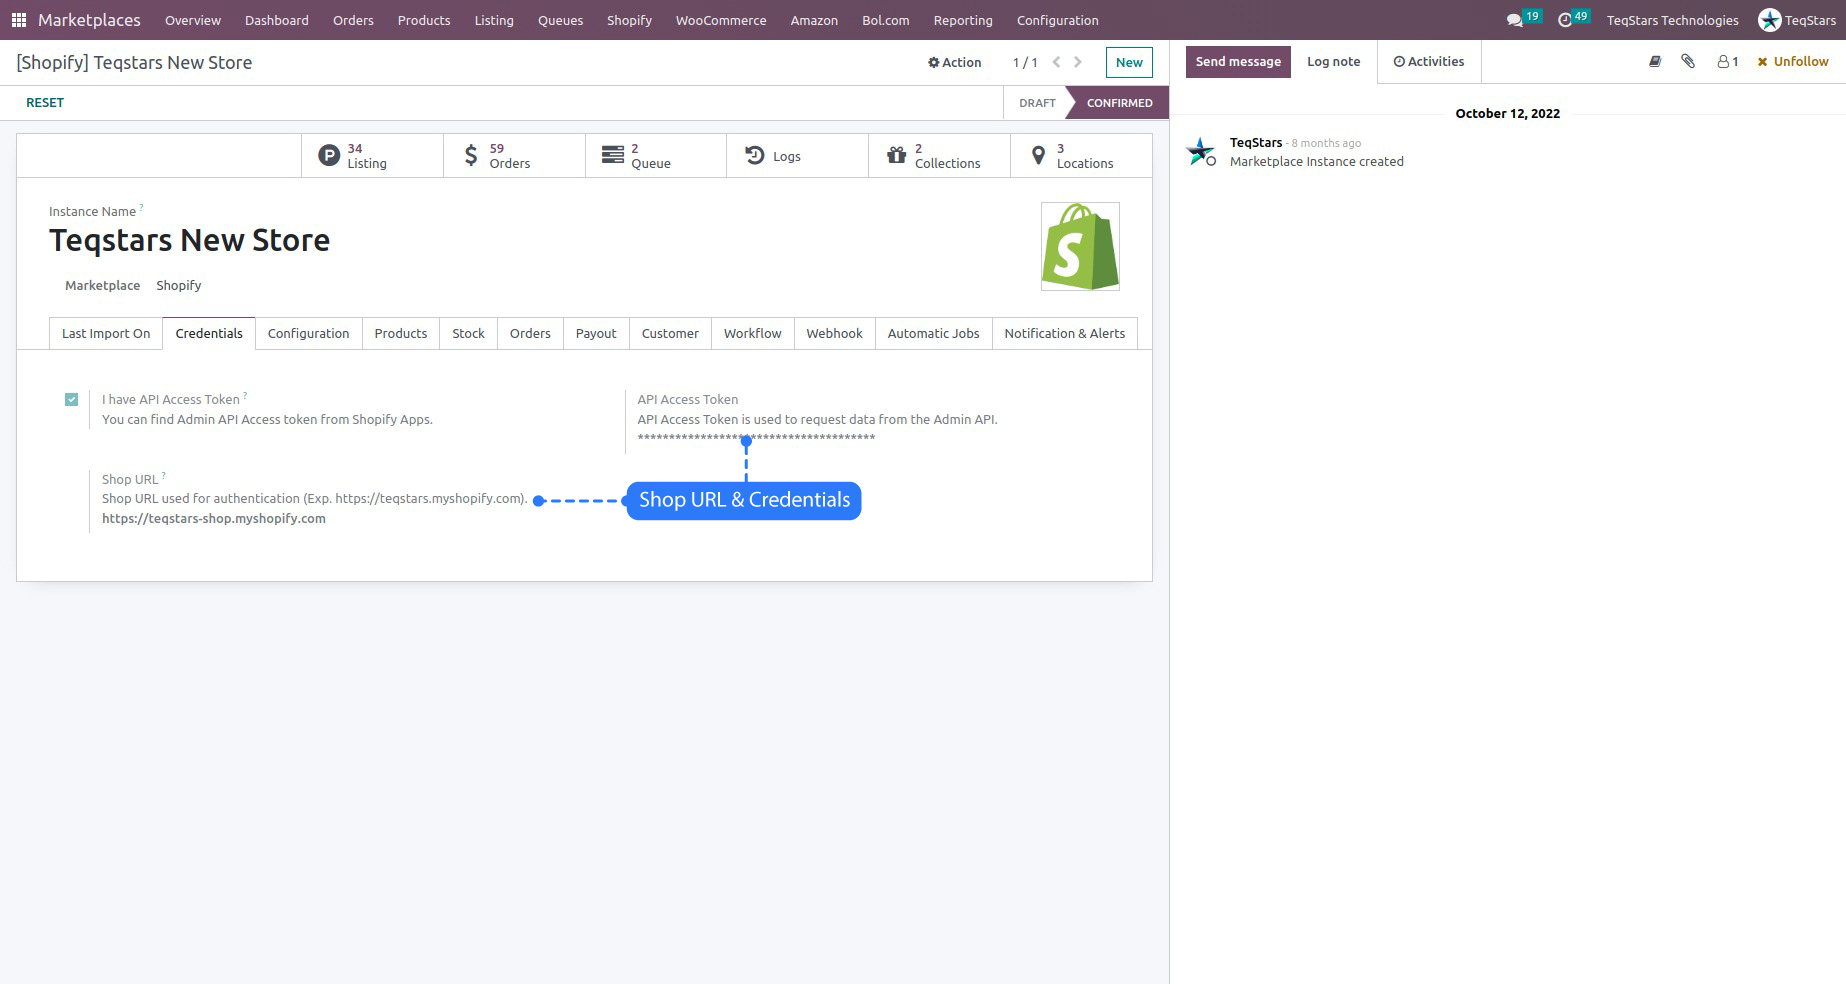 Marketplaces Overview Dashboard Orders Products Listing Queues Shopify WooCommerce Amazon Bol.com Reporting Configuration 19 49 TeqStars Technologies TeqStars
[Shopify] Teqstars New Store Action 1 / 1 New
Send message Log note Activities 1 Unfollow
RESET DRAFT CONFIRMED
October 12, 2022
TeqStars - 8 months ago
Marketplace Instance created
34 Listing
59 Orders
2 Queue
Logs
2 Collections
3 Locations
Instance Name ?
Teqstars New Store
Marketplace Shopify
Last Import On Credentials Configuration Products Stock Orders Payout Customer Workflow Webhook Automatic Jobs Notification & Alerts
I have API Access Token ?
You can find Admin API Access token from Shopify Apps.
API Access Token
API Access Token is used to request data from the Admin API.
**************************************
Shop URL ?
Shop URL used for authentication (Exp. https://teqstars.myshopify.com).
https://teqstars-shop.myshopify.com
Shop URL & Credentials